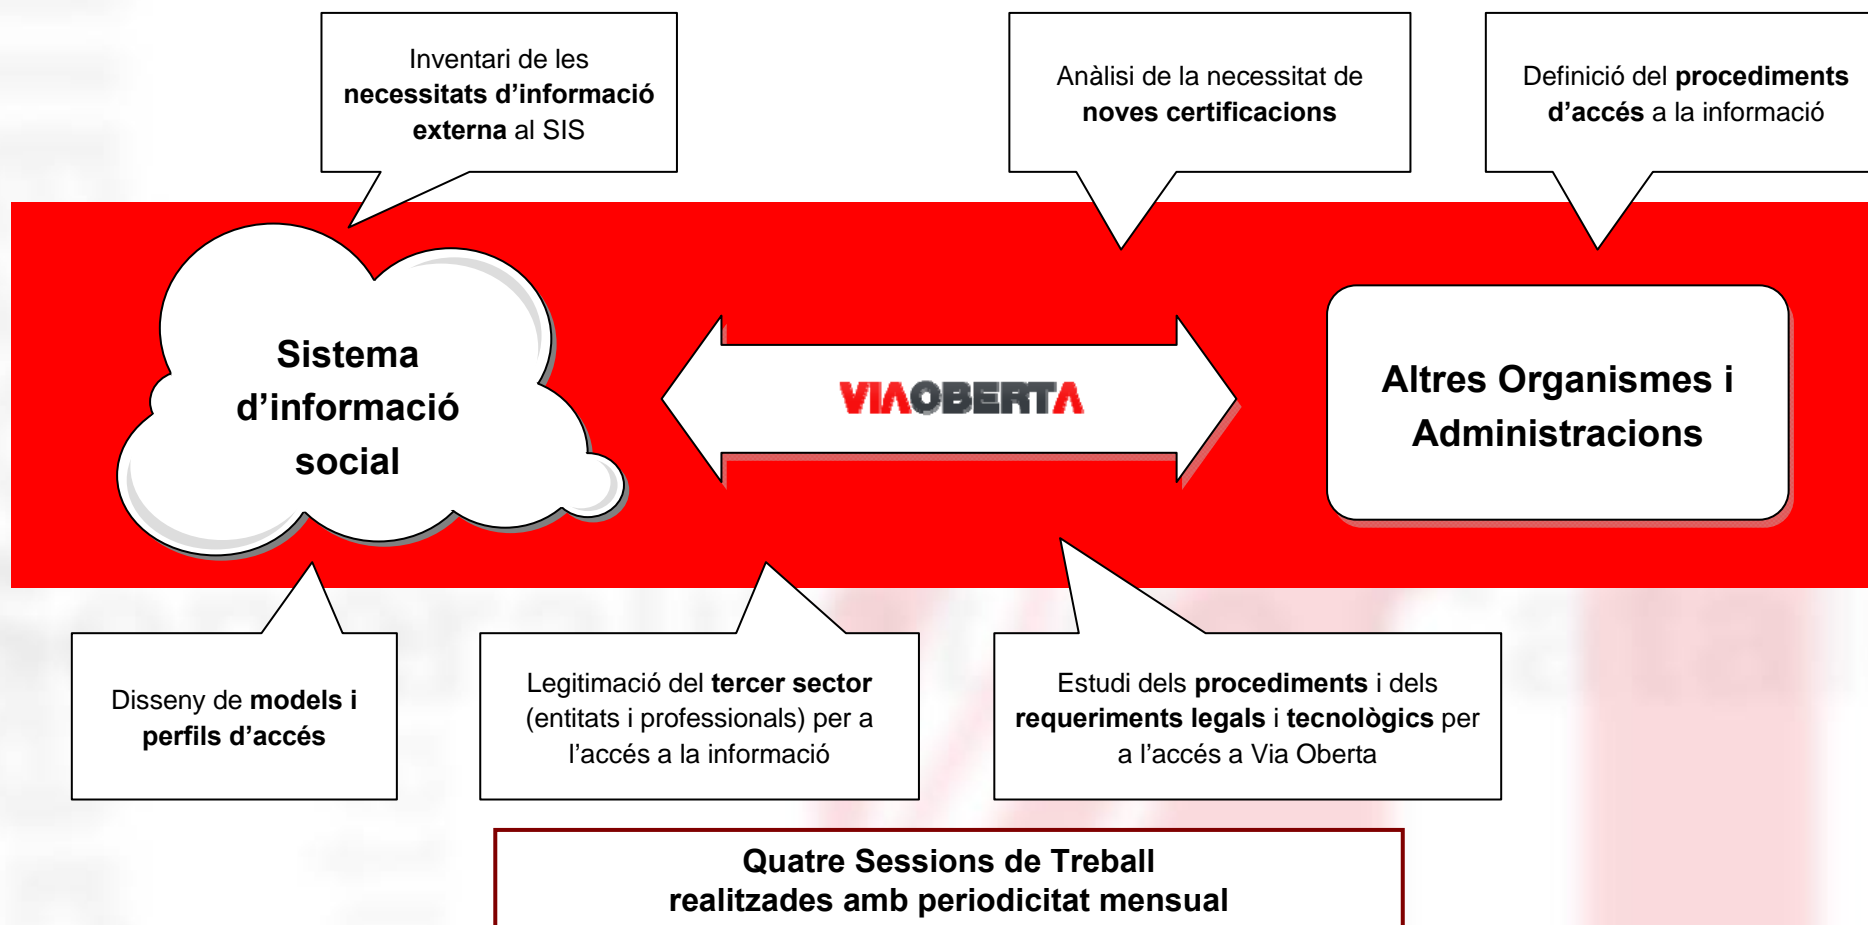 Inventari de les
necessitats d’informació
externa al SIS
Anàlisi de la necessitat de
noves certificacions
Definició del procediments
d’accés a la informació
Sistema
d’informació
social
VIAOBERTA
Altres Organismes i
Administracions
Disseny de models i
perfils d’accés
Legitimació del tercer sector
(entitats i professionals) per a
l’accés a la informació
Estudi dels procediments i dels
requeriments legals i tecnològics per
a l’accés a Via Oberta
Quatre Sessions de Treball
realitzades amb periodicitat mensual